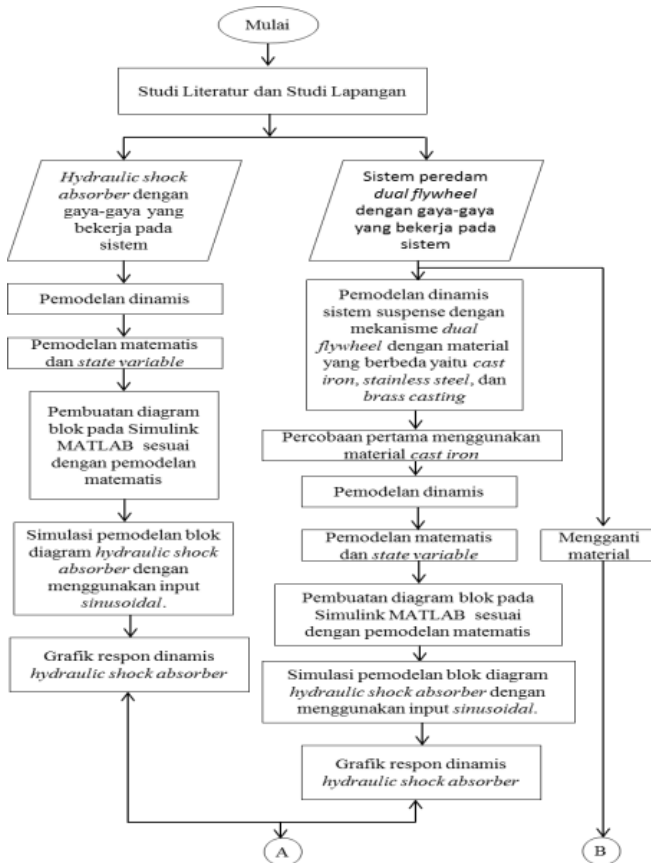 Mulai
Studi Literatur dan Studi Lapangan
Hydraulic shock
absorber dengan
gaya-gaya yang
bekerja pada
sistem
Pemodelan dinamis
Pemodelan matematis
dan state variable
Pembuatan diagram
blok pada Simulink
MATLAB sesuai
dengan pemodelan
matematis
Simulasi pemodelan blok
diagram hydraulic shock
absorber dengan
menggunakan input
sinusoidal.
Grafik respon dinamis
hydraulic shock absorber
Sistem peredam
dual flywheel
dengan gaya-gaya
yang bekerja pada
sistem
Pemodelan dinamis
sistem suspense dengan
mekanisme dual
flywheel dengan material
yang berbeda yaitu cast
iron, stainless steel, dan
brass casting
Percobaan pertama menggunakan
material cast iron
Pemodelan dinamis
Pemodelan matematis
dan state variable
Pembuatan diagram blok pada
Simulink MATLAB sesuai
dengan pemodelan matematis
Simulasi pemodelan blok diagram
hydraulic shock absorber dengan
menggunakan input sinusoidal.
Grafik respon dinamis
hydraulic shock absorber
Mengganti
material
A
B